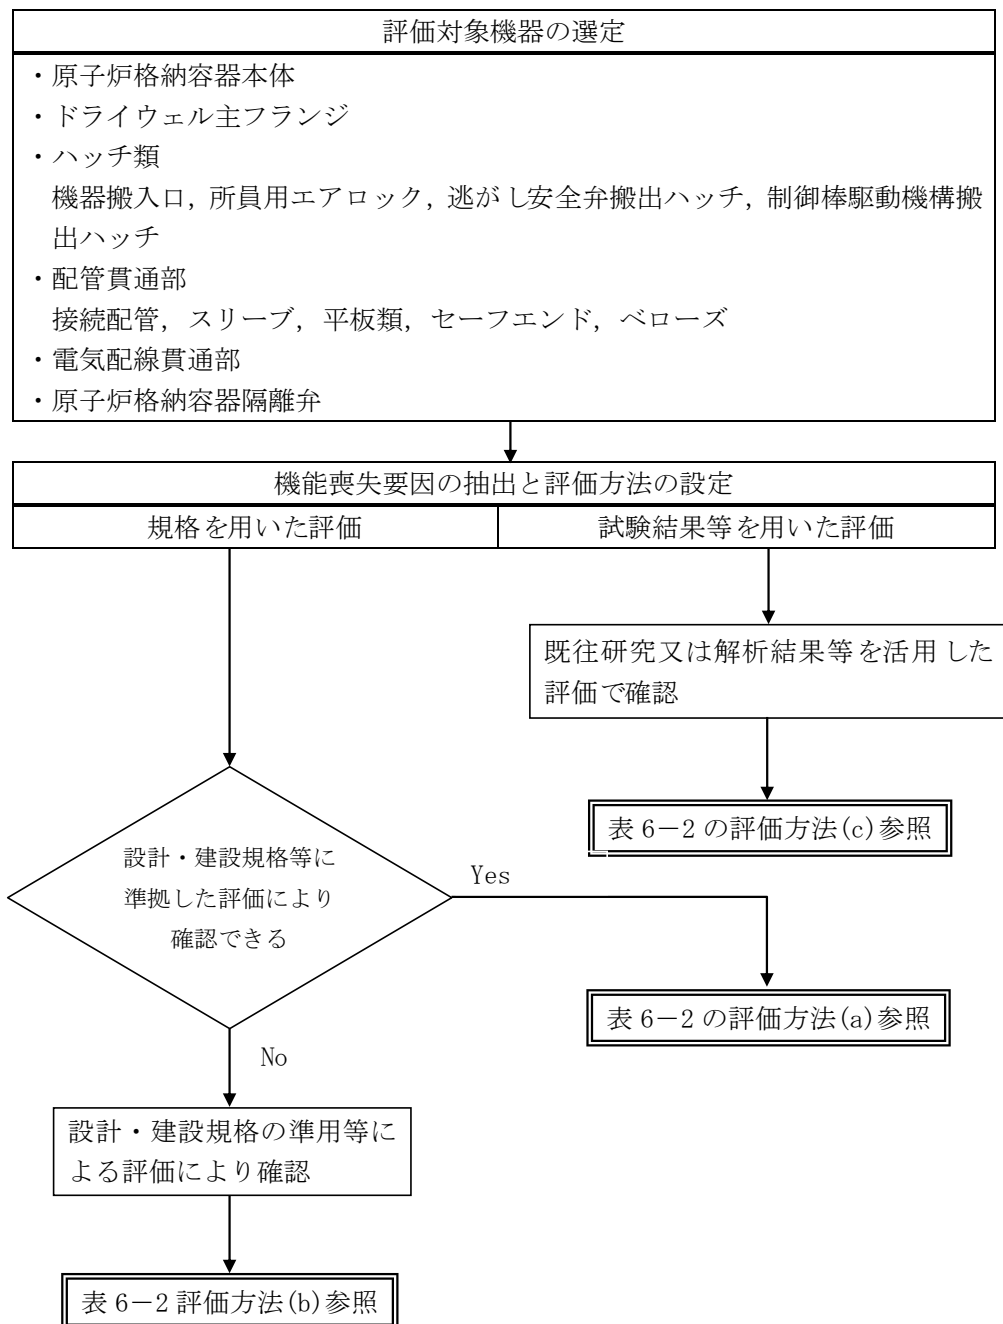 評価対象機器の選定
・原子炉格納容器本体
・ドライウェル主フランジ
・ハッチ類
機器搬入口，所員用エアロック，逃がし安全弁搬出ハッチ，制御棒駆動機構搬
出ハッチ
・配管貫通部
接続配管，スリーブ，平板類，セーフエンド，ベローズ
・電気配線貫通部
・原子炉格納容器隔離弁
機能喪失要因の抽出と評価方法の設定
規格を用いた評価
試験結果等を用いた評価
既往研究又は解析結果等を活用した
評価で確認
表 6－2 の評価方法(c)参照
設計・建設規格等に
準拠した評価により
確認できる
Yes
表 6－2 の評価方法(a)参照
No
設計・建設規格の準用等に
よる評価により確認
表 6－2 評価方法(b)参照